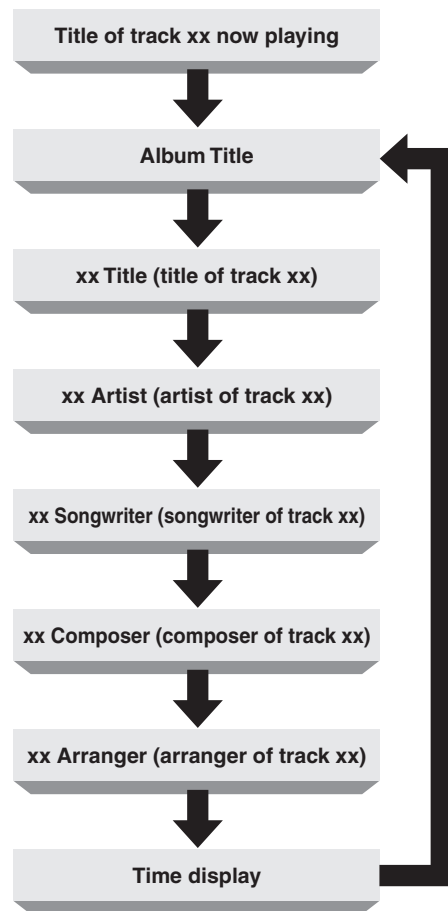 Title of track xx now playing
Album Title
xx Title (title of track xx)
xx Artist (artist of track xx)
xx Songwriter (songwriter of track xx)
xx Composer (composer of track xx)
xx Arranger (arranger of track xx)
Time display